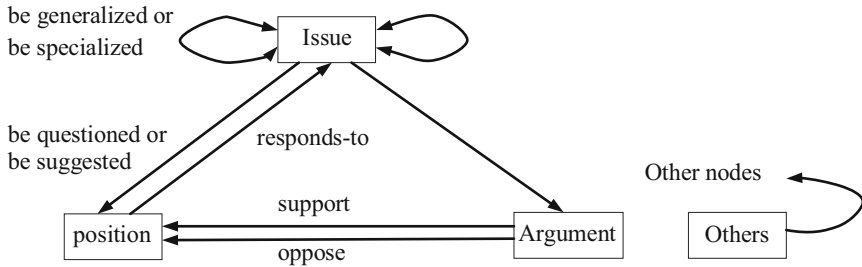 be generalized or
be specialized
Issue
be questioned or
be suggested
responds-to
Other nodes
support
position
Argument
Others
oppose